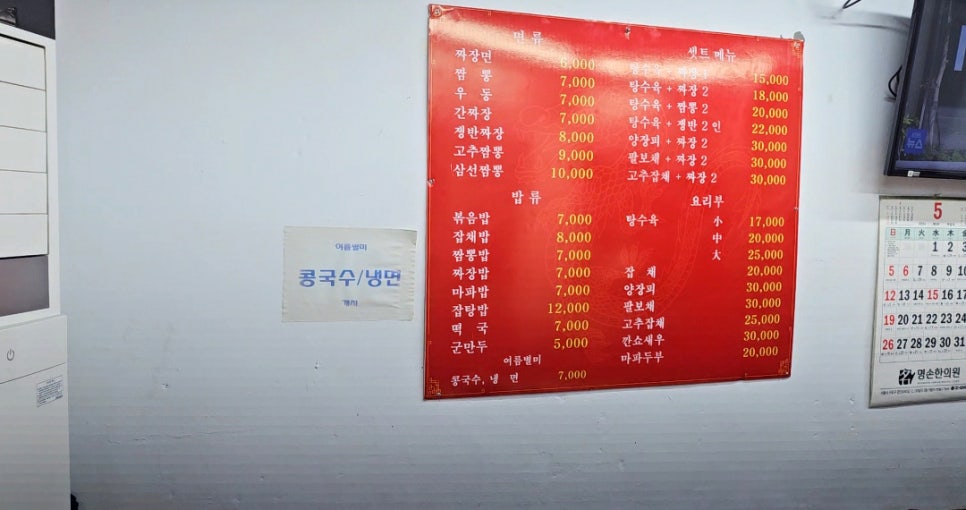 여름별미
콩국수/냉면
개시
면 류
짜장면 6,000
짬 뽕 7,000
우 동 7,000
간짜장 7,000
쟁반짜장 8,000
고추짬뽕 9,000
삼선짬뽕 10,000
밥 류
볶음밥 7,000
잡채밥 8,000
짬뽕밥 7,000
짜장밥 7,000
마파밥 7,000
잡탕밥 12,000
떡 국 7,000
군만두 5,000
여름별미
콩국수, 냉 면 7,000
셋트 메뉴
탕수육 + 짜장 1 15,000
탕수육 + 짜장 2 18,000
탕수육 + 짬뽕 2 20,000
탕수육 + 쟁반 2인 22,000
양장피 + 짜장 2 30,000
팔보채 + 짜장 2 30,000
고추잡채 + 짜장 2 30,000
요리부
탕수육 小 17,000
中 20,000
大 25,000
잡 채 20,000
양장피 30,000
팔보채 30,000
고추잡채 25,000
칸쇼새우 30,000
마파두부 20,000
뉴스
5
日 月 火 水 木 金
1 2 3
5 6 7 8 9 10
12 13 14 15 16 17
19 20 21 22 23 24
26 27 28 29 30 31
명손한의원